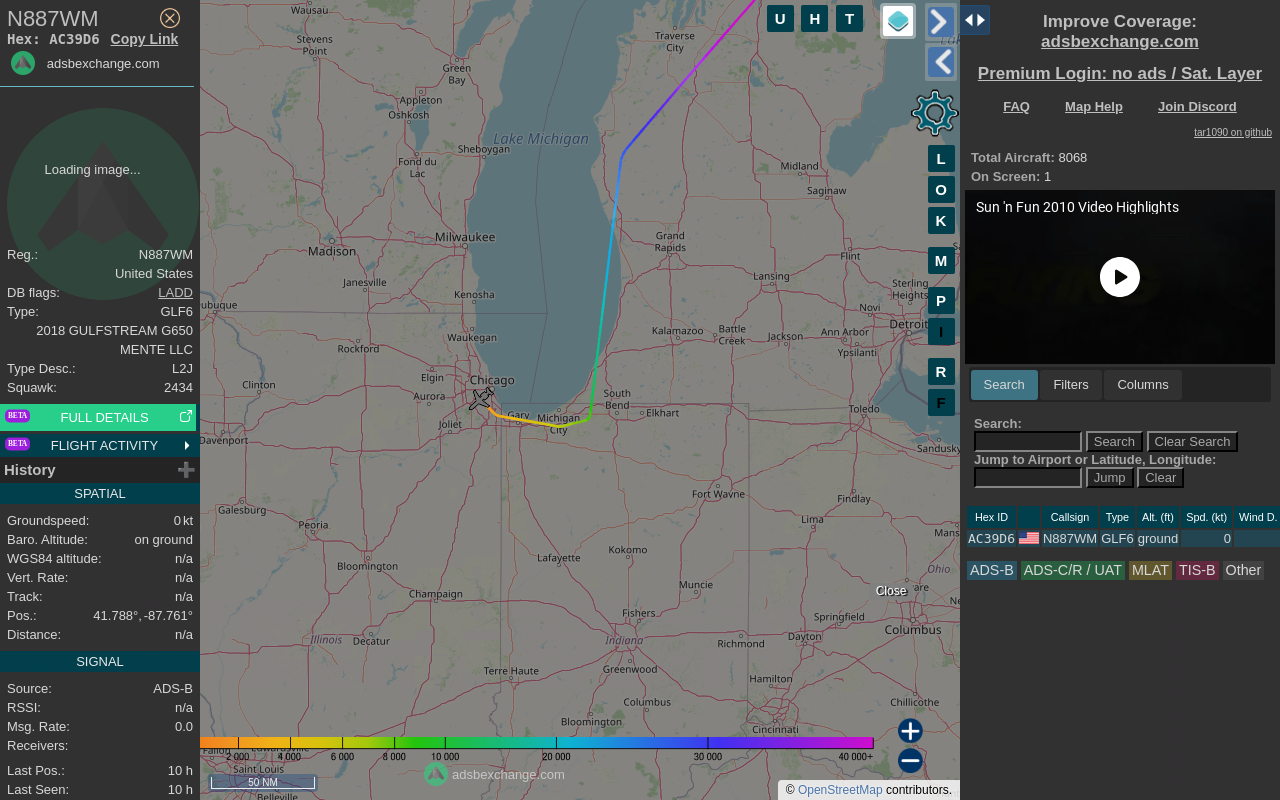 N887WM
Hex: AC39D6 Copy Link
adsbexchange.com
Loading image...
Reg.: N887WM
United States
DB flags: LADD
Type: GLF6
2018 GULFSTREAM G650
MENTE LLC
Type Desc.: L2J
Squawk: 2434
BETA FULL DETAILS
BETA FLIGHT ACTIVITY
History
SPATIAL
Groundspeed: 0 kt
Baro. Altitude: on ground
WGS84 altitude: n/a
Vert. Rate: n/a
Track: n/a
Pos.: 41.788°, -87.761°
Distance: n/a
SIGNAL
Source: ADS-B
RSSI: n/a
Msg. Rate: 0.0
Receivers:
Last Pos.: 10 h
Last Seen: 10 h
U H T
Wausau
Stevens
Point
Traverse
City
Green
Bay
Appleton
Oshkosh
Lake Michigan
Sheboygan
Fond du
Lac
Midland
Saginaw
Milwaukee
Madison
Grand
Rapids
Flint
Janesville
Lansing
Sterling
Heights
Kenosha
ubuque
Novi
Waukegan
Kalamazoo
Battle
Creek
Jackson
Ann Arbor
Detroit
Ypsilanti
Rockford
Elgin
Chicago
Clinton
Aurora
South
Bend
Toledo
Gary
Michigan
City
Elkhart
Joliet
Davenport
Sandusky
Galesburg
Fort Wayne
Findlay
Peoria
Lima
Mans
Kokomo
Lafayette
Bloomington
Ohio
Muncie
Champaign
Close
are
Ne
Fishers
Springfield
Columbus
Illinois
Decatur
Indiana
Richmond
Dayton
Terre Haute
Greenwood
Hamilton
Columbus
Chillicothe
Bloomington
Cincinnati
Fallon
Edwardsville
Saint Louis
Belleville
2 000 4 000 6 000 8 000 10 000 20 000 30 000 40 000+
adsbexchange.com
50 NM
© OpenStreetMap contributors.
L
O
K
M
P
I
R
F
Improve Coverage:
adsbexchange.com
Premium Login: no ads / Sat. Layer
FAQ Map Help Join Discord
tar1090 on github
Total Aircraft: 8068
On Screen: 1
Sun 'n Fun 2010 Video Highlights
Search Filters Columns
Search:
Search Clear Search
Jump to Airport or Latitude, Longitude:
Jump Clear
Hex ID Callsign Type Alt. (ft) Spd. (kt) Wind D.
AC39D6 N887WM GLF6 ground 0
ADS-B ADS-C/R / UAT MLAT TIS-B Other